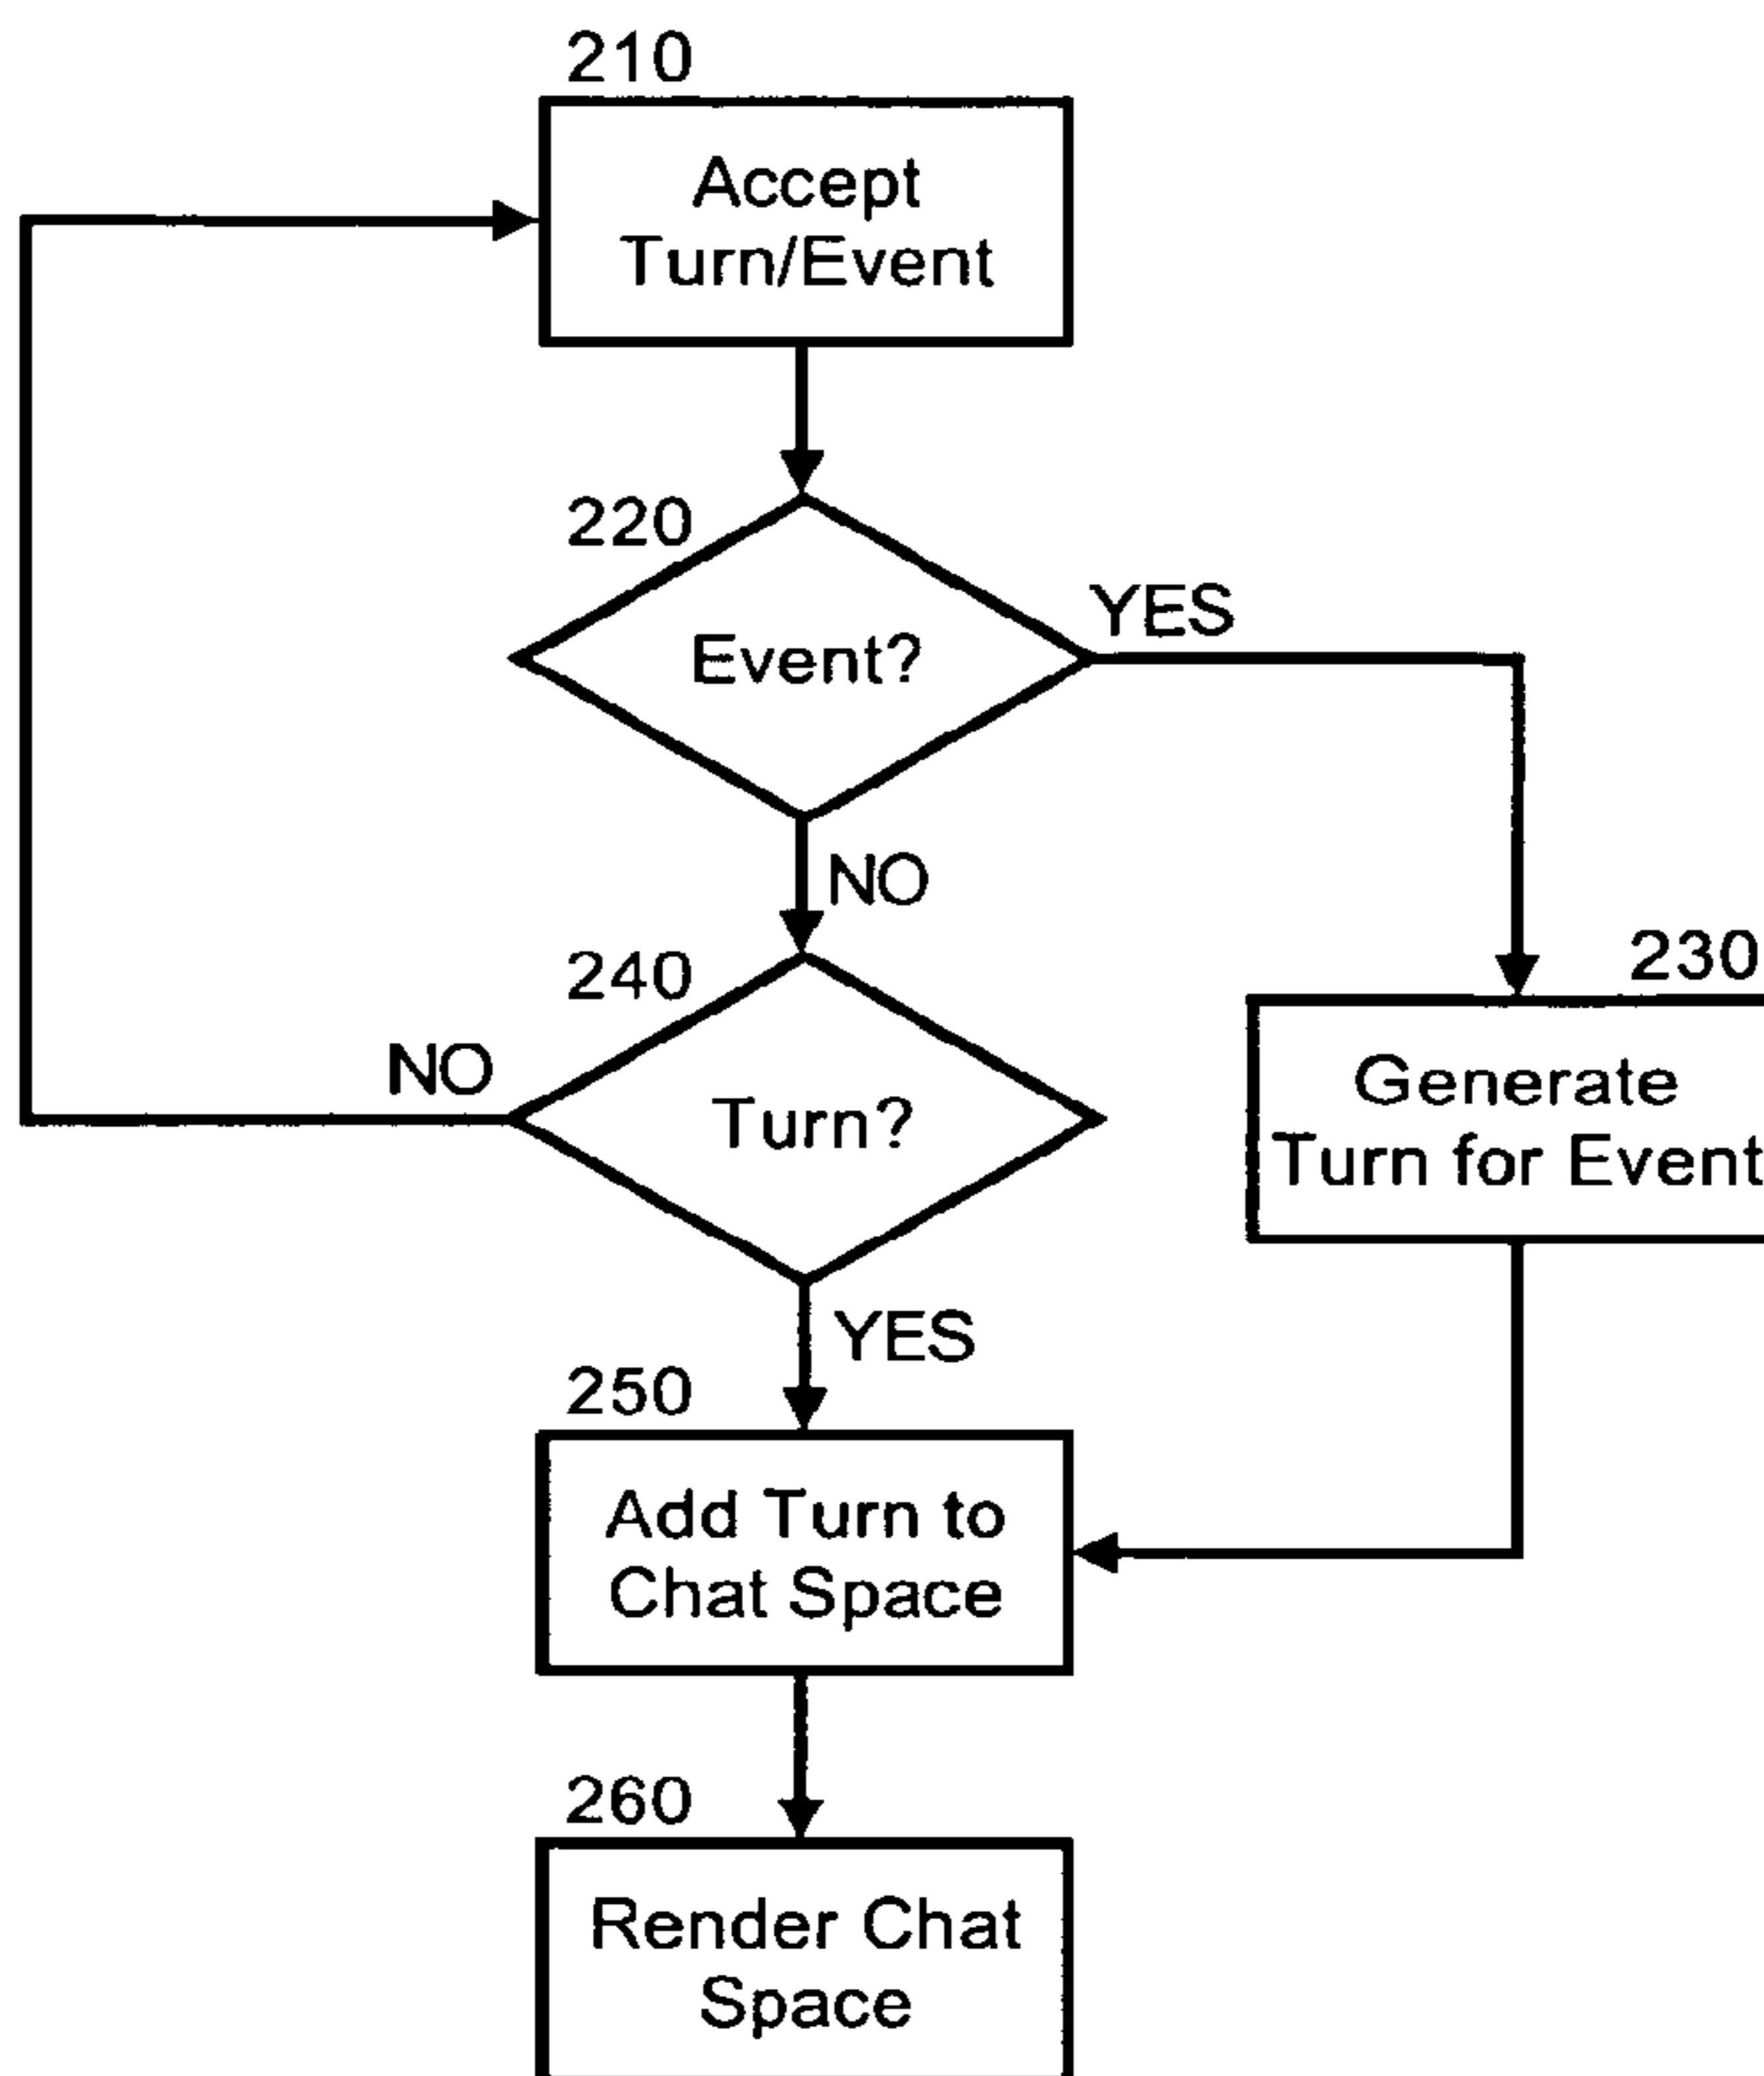 210
Accept
Turn/Event
220
Event?
YES
NO
230
Generate
Turn for Event
240
NO
Turn?
YES
250
Add Turn to
Chat Space
260
Render Chat
Space